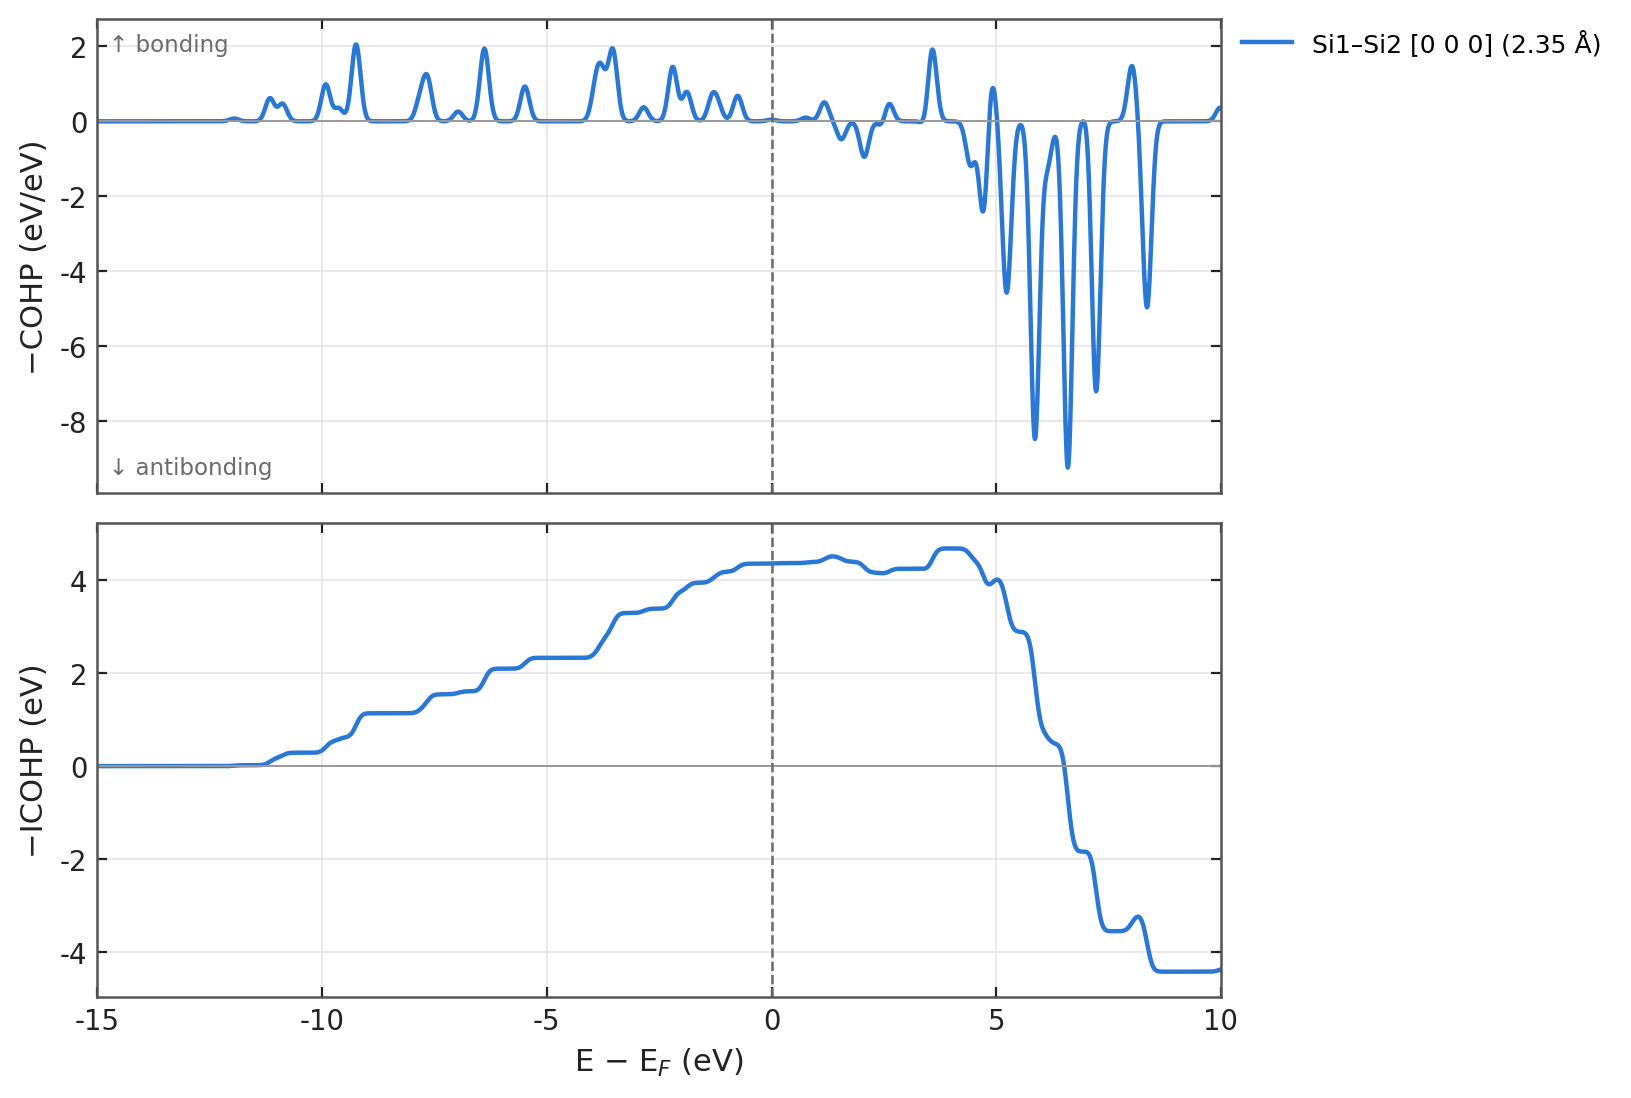 ↑ bonding
Si1–Si2 [0 0 0] (2.35 Å)
2
0
-2
-4
-6
-8
−COHP (eV/eV)
↓ antibonding
4
2
0
-2
-4
−ICOHP (eV)
-15 -10 -5 0 5 10
E − E_F (eV)